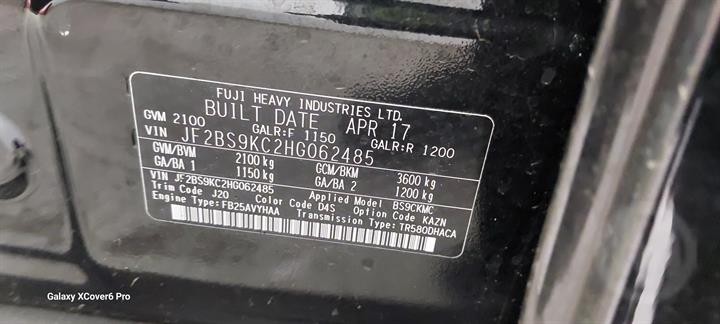 FUJI HEAVY INDUSTRIES LTD.
BUILT DATE APR 17
GVM 2100 GALR:F 1150 GALR:R 1200
VIN JF2BS9KC2HG062485
GVM/BVM 2100 kg GCM/BKM 3600 kg
GA/BA 1 1150 kg GA/BA 2 1200 kg
VIN JF2BS9KC2HG062485 Applied Model BS9CKMC
Trim Code J20 Color Code D4S Option Code KAZN
Engine Type:FB25AVYHAA Transmission Type:TR580DHACA
Galaxy XCover6 Pro